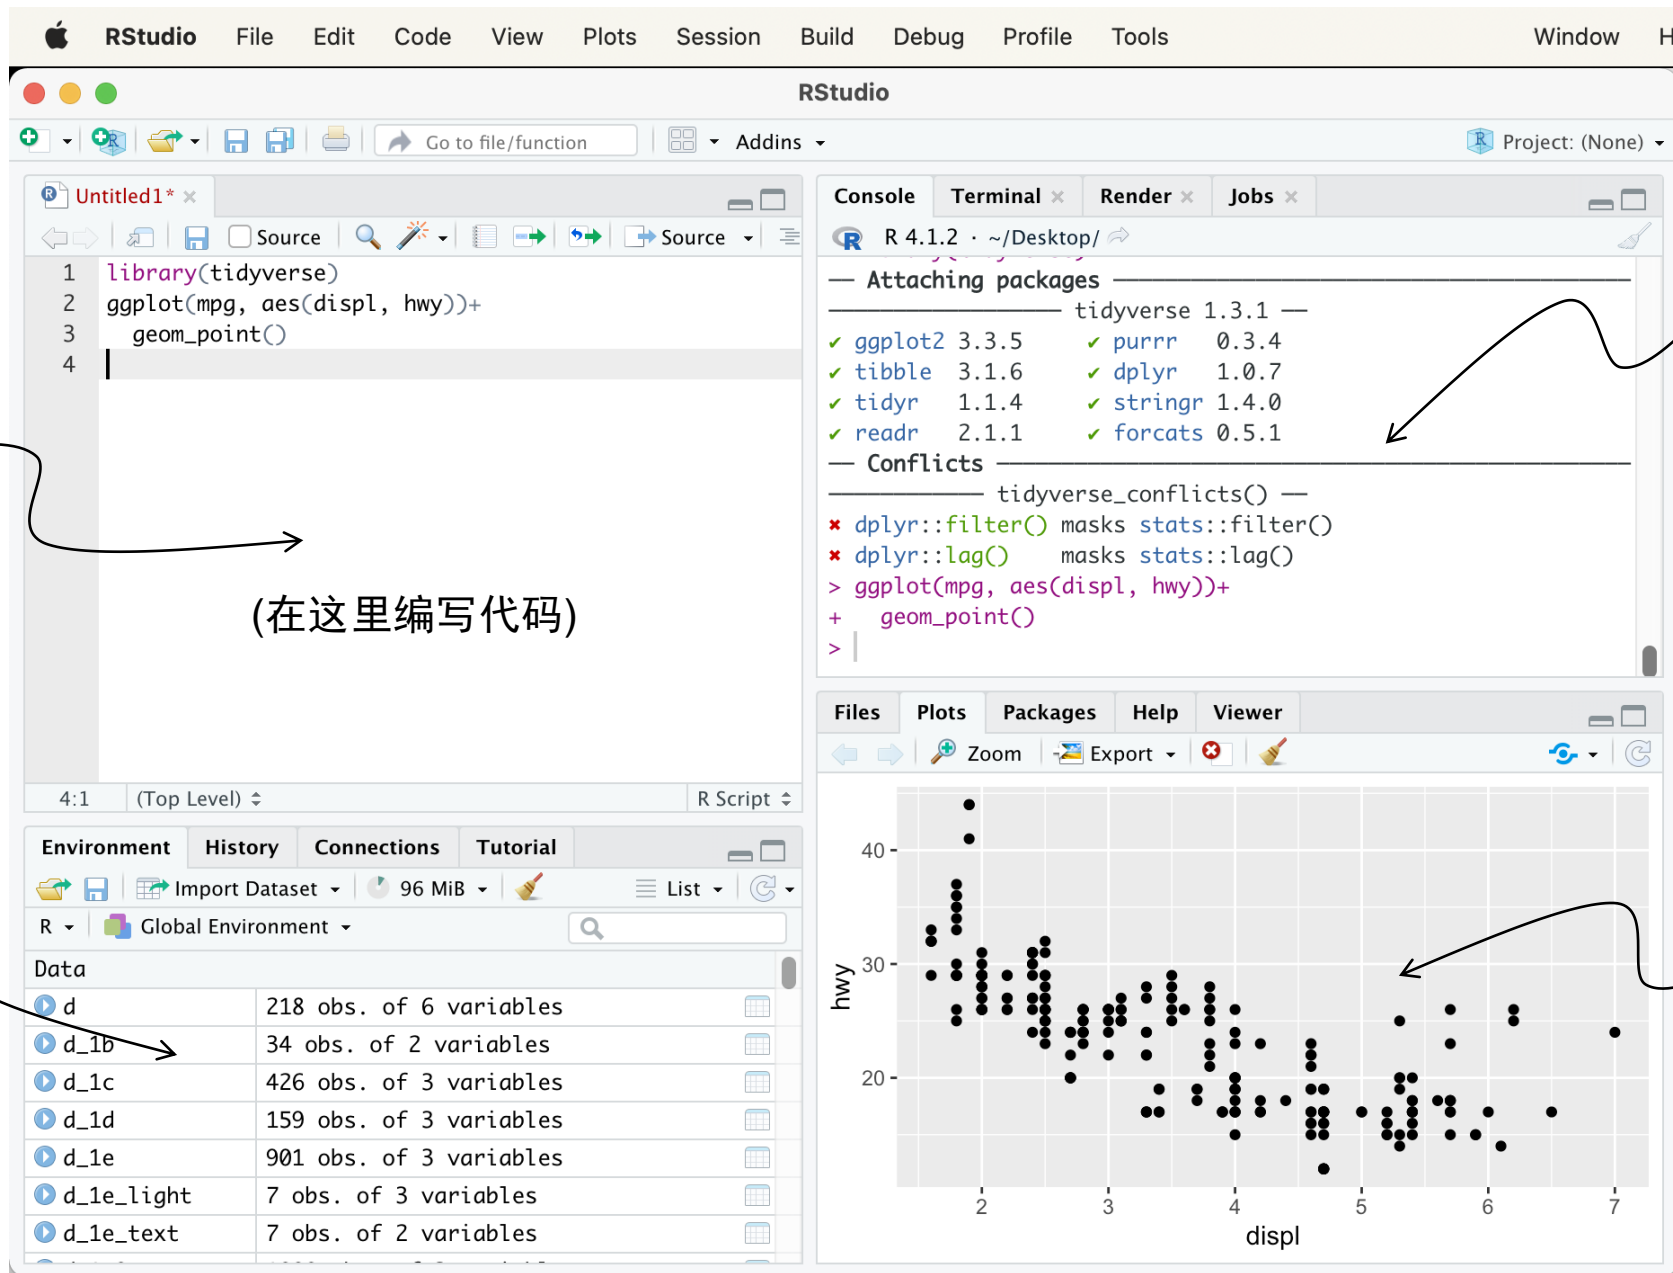 RStudio File Edit Code View Plots Session Build Debug Profile Tools Window
RStudio
Go to file/function Addins Project: (None)
Untitled1*
Source Source
1 library(tidyverse)
2 ggplot(mpg, aes(displ, hwy))+
3 geom_point()
4
(在这里编写代码)
4:1 (Top Level) R Script
Environment History Connections Tutorial
Import Dataset 96 MiB List
R Global Environment
Data
d 218 obs. of 6 variables
d_1b 34 obs. of 2 variables
d_1c 426 obs. of 3 variables
d_1d 159 obs. of 3 variables
d_1e 901 obs. of 3 variables
d_1e_light 7 obs. of 3 variables
d_1e_text 7 obs. of 2 variables
Console Terminal Render Jobs
R 4.1.2 · ~/Desktop/
── Attaching packages ──────────────
────────────── tidyverse 1.3.1 ──
✔ ggplot2 3.3.5 ✔ purrr 0.3.4
✔ tibble 3.1.6 ✔ dplyr 1.0.7
✔ tidyr 1.1.4 ✔ stringr 1.4.0
✔ readr 2.1.1 ✔ forcats 0.5.1
── Conflicts ──────────────
────────── tidyverse_conflicts() ──
✖ dplyr::filter() masks stats::filter()
✖ dplyr::lag() masks stats::lag()
> ggplot(mpg, aes(displ, hwy))+
+ geom_point()
>
Files Plots Packages Help Viewer
Zoom Export
40
30
20
hwy
2 3 4 5 6 7
displ